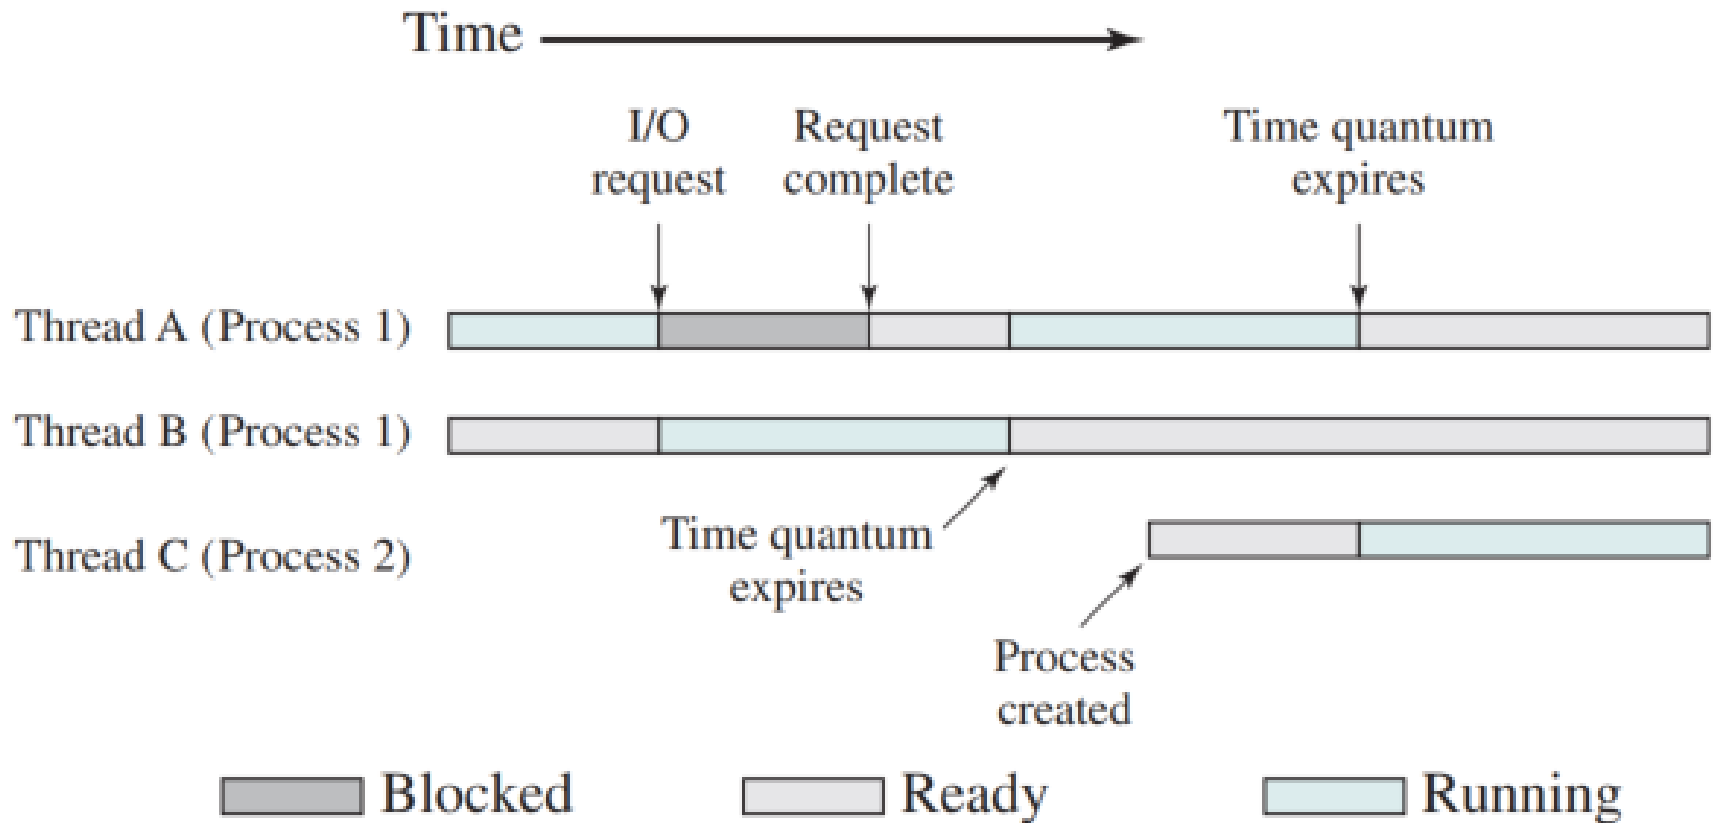 Time
I/O
request
Request
complete
Time quantum
expires
Thread A (Process 1)
Thread B (Process 1)
Thread C (Process 2)
Time quantum
expires
Process
created
Blocked
Ready
Running